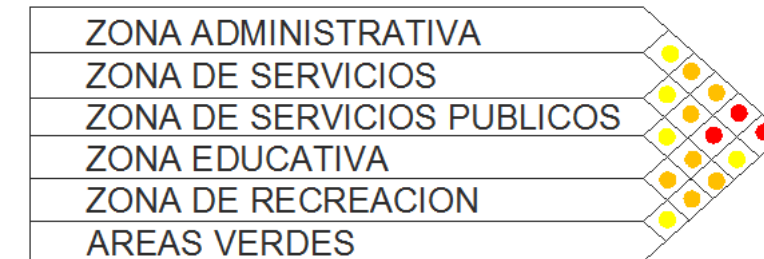 ZONA ADMINISTRATIVA
ZONA DE SERVICIOS
ZONA DE SERVICIOS PUBLICOS
ZONA EDUCATIVA
ZONA DE RECREACION
AREAS VERDES